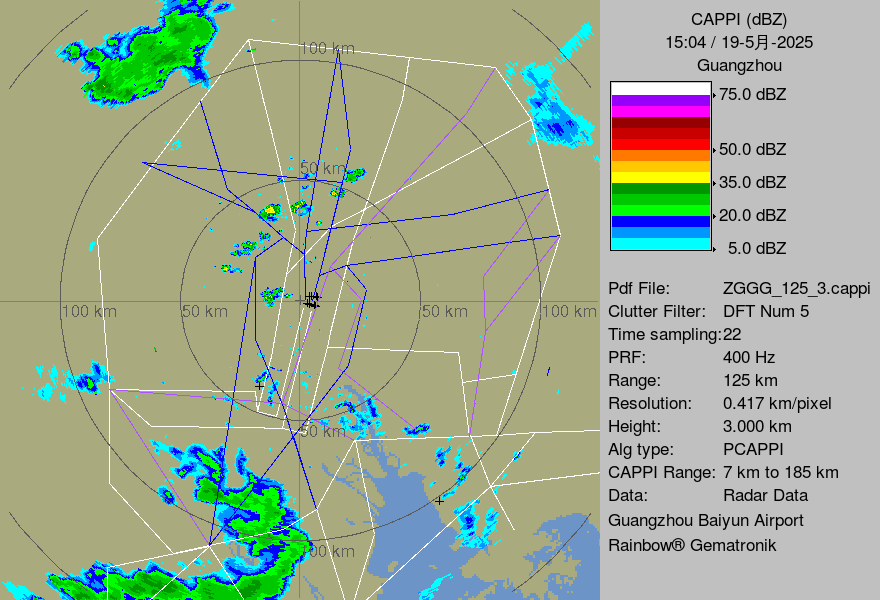 CAPPI (dBZ)
15:04 / 19-5月-2025
Guangzhou
75.0 dBZ
50.0 dBZ
35.0 dBZ
20.0 dBZ
5.0 dBZ
Pdf File: ZGGG_125_3.cappi
Clutter Filter: DFT Num 5
Time sampling:22
PRF: 400 Hz
Range: 125 km
Resolution: 0.417 km/pixel
Height: 3.000 km
Alg type: PCAPPI
CAPPI Range: 7 km to 185 km
Data: Radar Data
Guangzhou Baiyun Airport
Rainbow® Gematronik
100 km
50 km
100 km
50 km
50 km
100 km
50 km
100 km